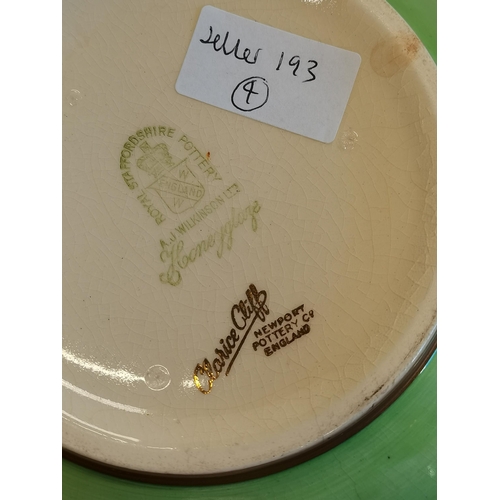 seller 193
4
ROYAL STAFFORDSHIRE POTTERY
W
ENGLAND
W
A.J WILKINSON LTD
Honeyglaze
Clarice Cliff
NEWPORT
POTTERY Co
ENGLAND